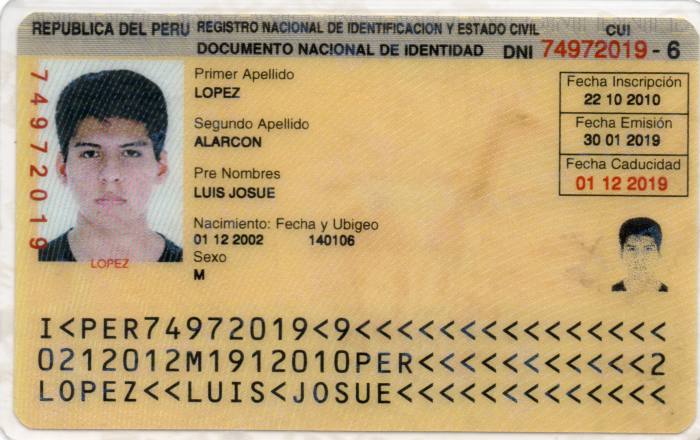 REPUBLICA DEL PERU REGISTRO NACIONAL DE IDENTIFICACION Y ESTADO CIVIL CUI
DOCUMENTO NACIONAL DE IDENTIDAD DNI 74972019 - 6
74972019
Primer Apellido
LOPEZ
Segundo Apellido
ALARCON
Pre Nombres
LUIS JOSUE
Nacimiento: Fecha y Ubigeo
01 12 2002 140106
Sexo
M
Fecha Inscripción
22 10 2010
Fecha Emisión
30 01 2019
Fecha Caducidad
01 12 2019
LOPEZ
I<PER74972019<9<<<<<<<<<<<<<<<
0212012M1912010PER<<<<<<<<<<<2
LOPEZ<<LUIS<JOSUE<<<<<<<<<<<<<